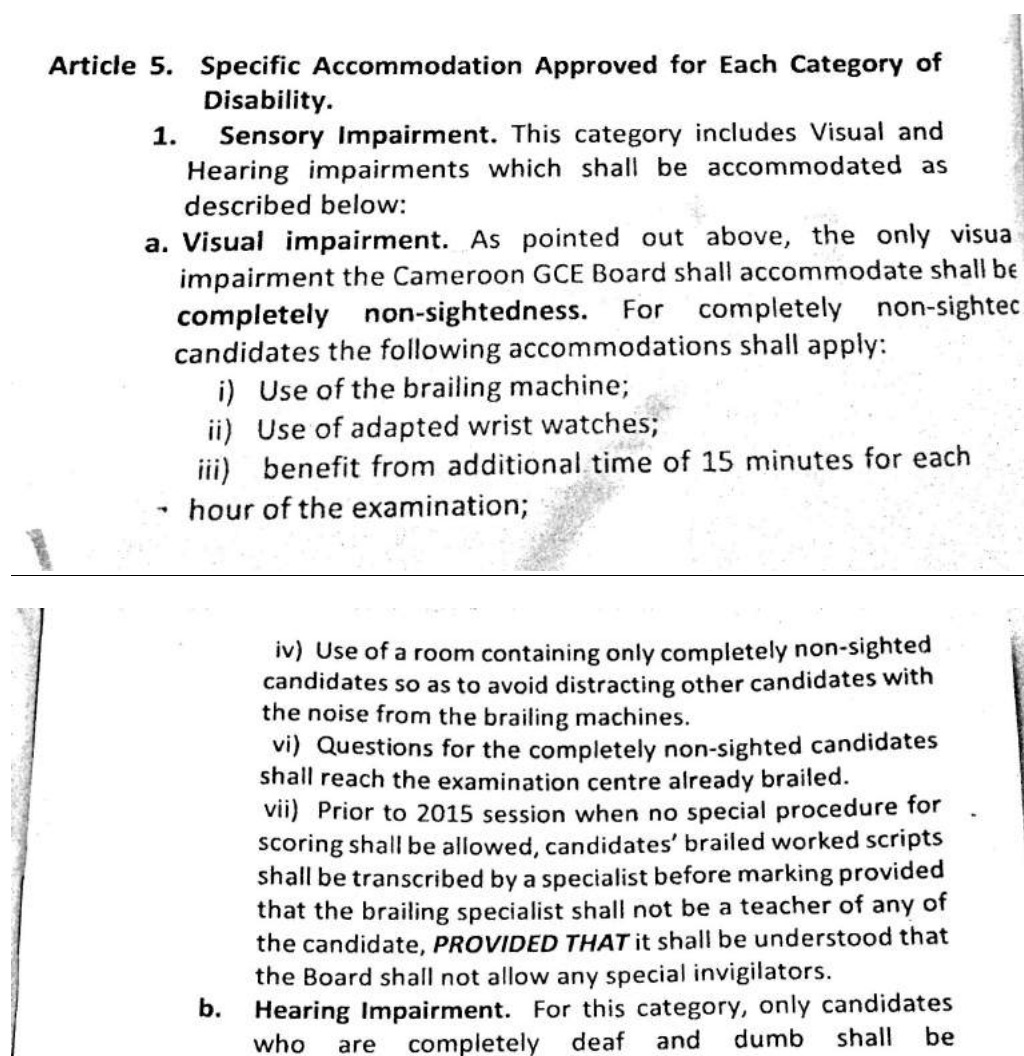 Article 5. Specific Accommodation Approved for Each Category of
Disability.
1. Sensory Impairment. This category includes Visual and
Hearing impairments which shall be accommodated as
described below:
a. Visual impairment. As pointed out above, the only visua
impairment the Cameroon GCE Board shall accommodate shall be
completely non-sightedness. For completely non-sighted
candidates the following accommodations shall apply:
i) Use of the brailing machine;
ii) Use of adapted wrist watches;
iii) benefit from additional time of 15 minutes for each
hour of the examination;
iv) Use of a room containing only completely non-sighted
candidates so as to avoid distracting other candidates with
the noise from the brailing machines.
vi) Questions for the completely non-sighted candidates
shall reach the examination centre already brailed.
vii) Prior to 2015 session when no special procedure for
scoring shall be allowed, candidates' brailed worked scripts
shall be transcribed by a specialist before marking provided
that the brailing specialist shall not be a teacher of any of
the candidate, PROVIDED THAT it shall be understood that
the Board shall not allow any special invigilators.
b. Hearing Impairment. For this category, only candidates
who are completely deaf and dumb shall be